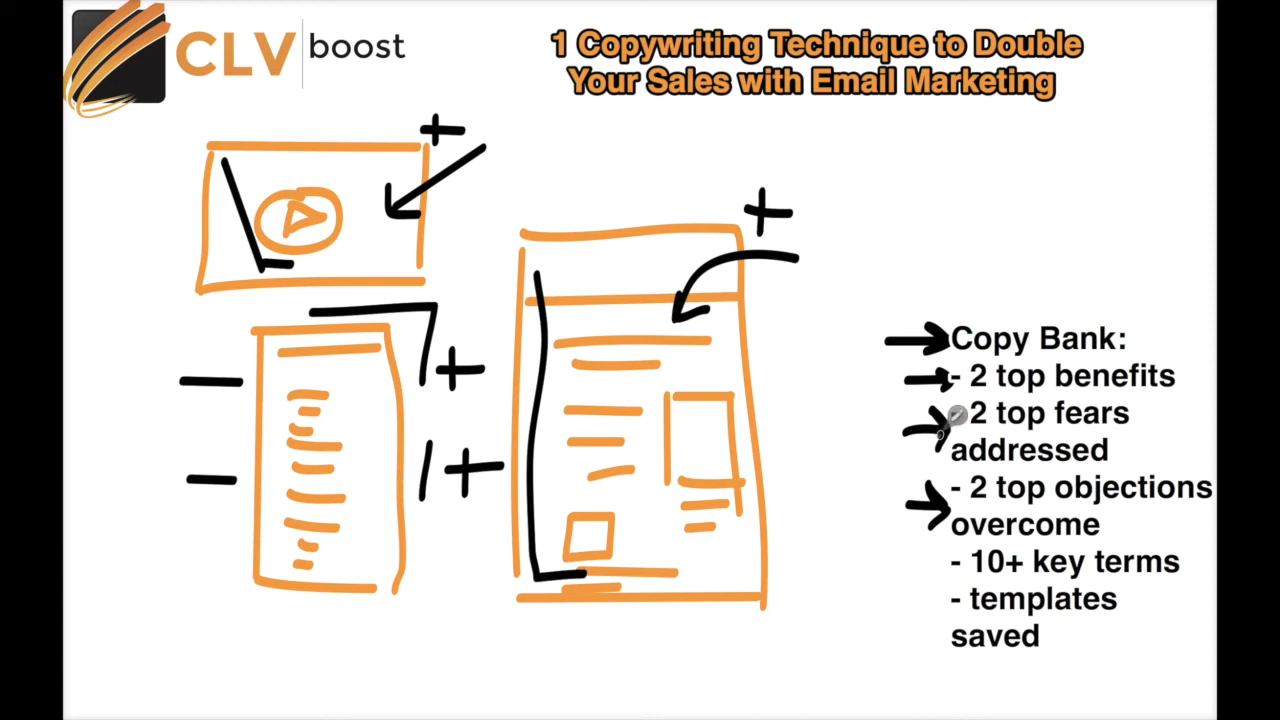 CLV boost
1 Copywriting Technique to Double
Your Sales with Email Marketing
Copy Bank:
- 2 top benefits
- 2 top fears
addressed
- 2 top objections
overcome
- 10+ key terms
- templates
saved